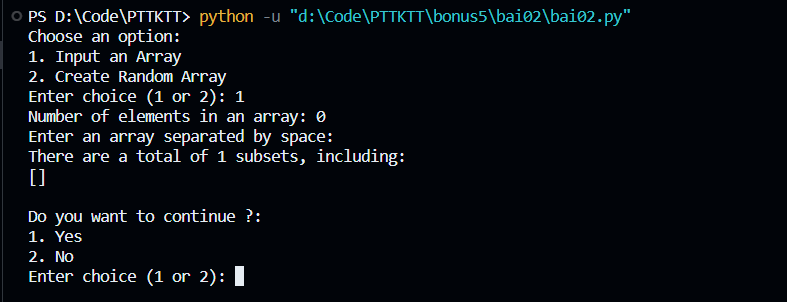 PS D:\Code\PTTKTT> python -u "d:\Code\PTTKTT\bonus5\bai02\bai02.py"
Choose an option:
1. Input an Array
2. Create Random Array
Enter choice (1 or 2): 1
Number of elements in an array: 0
Enter an array separated by space:
There are a total of 1 subsets, including:
[]
Do you want to continue ?:
1. Yes
2. No
Enter choice (1 or 2):